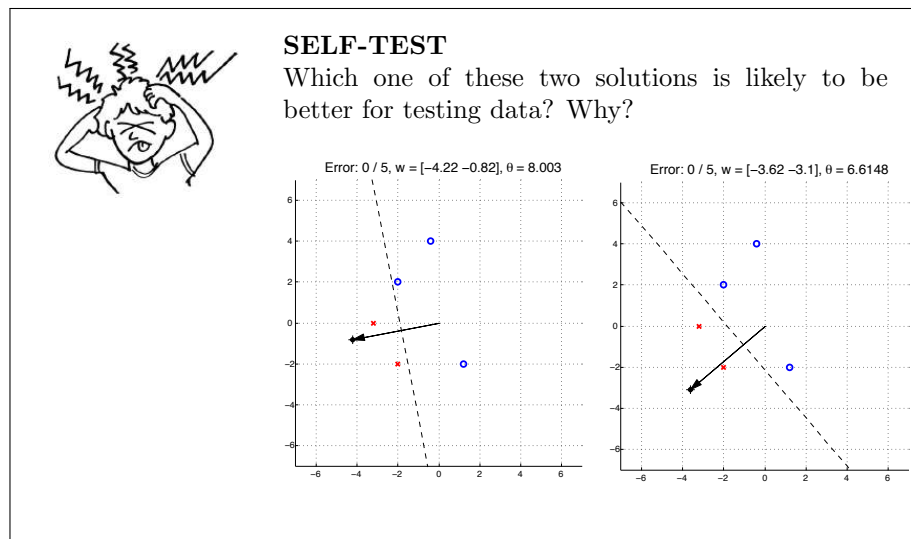 SELF-TEST
Which one of these two solutions is likely to be
better for testing data? Why?
Error: 0 / 5, w = [−4.22 −0.82], θ = 8.003
6
4
2
0
−2
−4
−6
−6 −4 −2 0 2 4 6
Error: 0 / 5, w = [−3.62 −3.1], θ = 6.6148
6
4
2
0
−2
−4
−6
−6 −4 −2 0 2 4 6